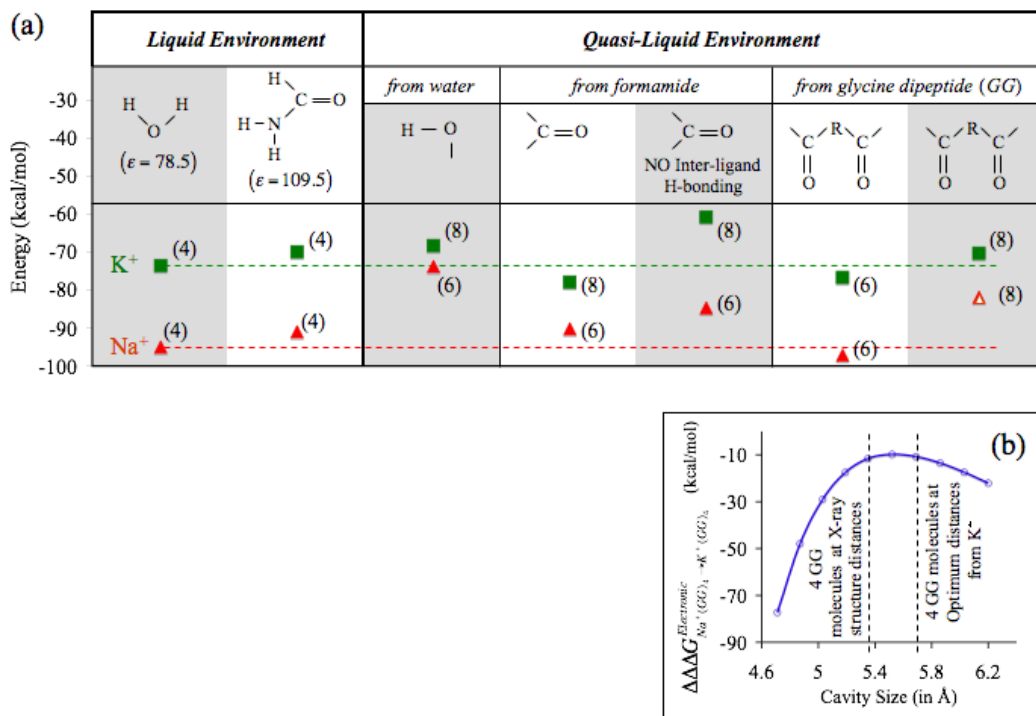 (a)
Liquid Environment
Quasi-Liquid Environment
from water
from formamide
from glycine dipeptide (GG)
Energy (kcal/mol)
-30
-40
-50
-60
-70
-80
-90
-100
H H
O
(ε = 78.5)
H
C=O
H–N
H
(ε = 109.5)
H – O
C=O
C=O
NO Inter-ligand
H-bonding
R
C C
O O
R
C C
O O
K⁺
(4)
(4)
(8)
(8)
(8)
(6)
(8)
Na⁺
(4)
(4)
(6)
(6)
(6)
(6)
(8)
(b)
-10
-30
-50
-70
-90
4.6 5 5.4 5.8 6.2
Cavity Size (in Å)
4 GG
molecules at X-ray
structure distances
4 GG molecules at
Optimum distances